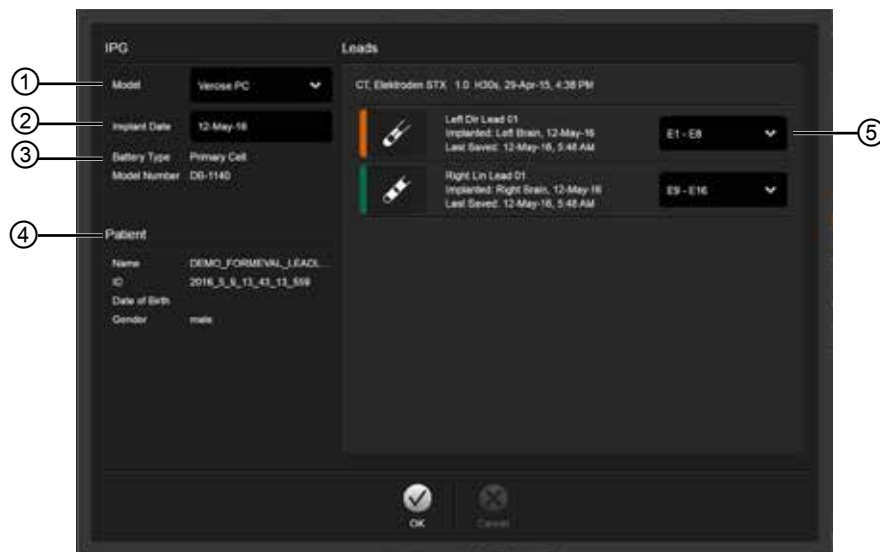 IPG
Model Verose PC
Implant Date 12-May-16
Battery Type Primary Cell
Model Number DB-1140
Patient
Name DEMO_FORMEVAL_LEADL...
ID 2016_5_9_13_43_13_559
Date of Birth
Gender male
Leads
CT, Elektroden STX 1.0 H30s, 29-Apr-15, 4:38 PM
Left Dir Lead 01
Implanted: Left Brain, 12-May-16
Last Saved: 12-May-16, 5:48 AM
E1 - E8
Right Lin Lead 01
Implanted: Right Brain, 12-May-16
Last Saved: 12-May-16, 5:48 AM
E9 - E16
OK
Cancel
1
2
3
4
5